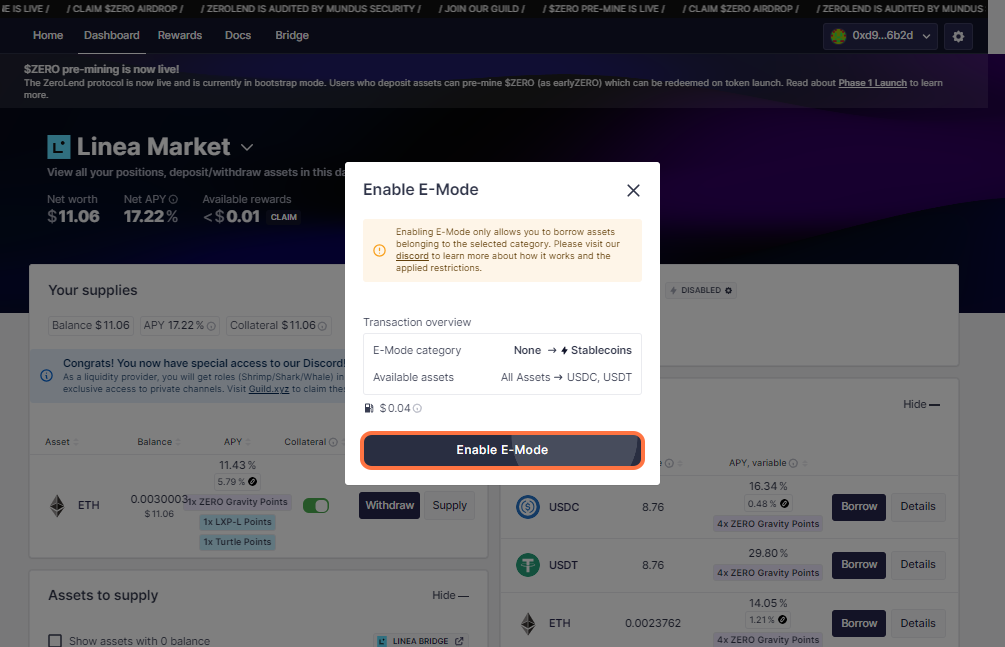 E IS LIVE / / CLAIM $ZERO AIRDROP / / ZEROLEND IS AUDITED BY MUNDUS SECURITY / / JOIN OUR GUILD / / $ZERO PRE-MINE IS LIVE / / CLAIM $ZERO AIRDROP / / ZEROLEND IS AUDITED BY MUNDUS
Home Dashboard Rewards Docs Bridge 0xd9...6b2d
$ZERO pre-mining is now live!
The ZeroLend protocol is now live and is currently in bootstrap mode. Users who deposit assets can pre-mine $ZERO (as earlyZERO) which can be redeemed on token launch. Read about Phase 1 Launch to learn
more.
Linea Market
View all your positions, deposit/withdraw assets in this da
Net worth Net APY Available rewards
$11.06 17.22% <$0.01 CLAIM
Enable E-Mode
Enabling E-Mode only allows you to borrow assets
belonging to the selected category. Please visit our
discord to learn more about how it works and the
applied restrictions.
Transaction overview
E-Mode category None → Stablecoins
Available assets All Assets → USDC, USDT
$0.04
Enable E-Mode
Your supplies
Balance $11.06 APY 17.22% Collateral $11.06
Congrats! You now have special access to our Discord!
As a liquidity provider, you will get roles (Shrimp/Shark/Whale) in
exclusive access to private channels. Visit Guild.xyz to claim thes
Asset Balance APY Collateral
ETH 0.0030003 $11.06
11.43%
5.79%
1x ZERO Gravity Points
1x LXP-L Points
1x Turtle Points
Withdraw Supply
Assets to supply Hide
Show assets with 0 balance LINEA BRIDGE
DISABLED
Hide
APY, variable
USDC 8.76 16.34% 0.48% 4x ZERO Gravity Points Borrow Details
USDT 8.76 29.80% 4x ZERO Gravity Points Borrow Details
ETH 0.0023762 14.05% 1.21% 4x ZERO Gravity Points Borrow Details